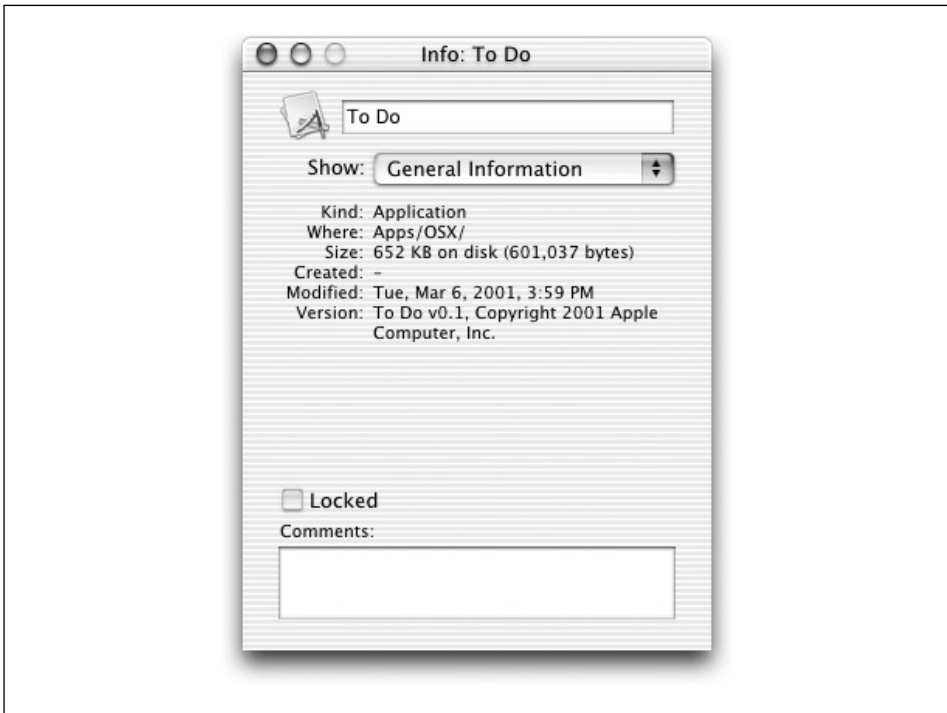 Info: To Do
To Do
Show: General Information
Kind: Application
Where: Apps/OSX/
Size: 652 KB on disk (601,037 bytes)
Created: –
Modified: Tue, Mar 6, 2001, 3:59 PM
Version: To Do v0.1, Copyright 2001 Apple
Computer, Inc.
Locked
Comments: